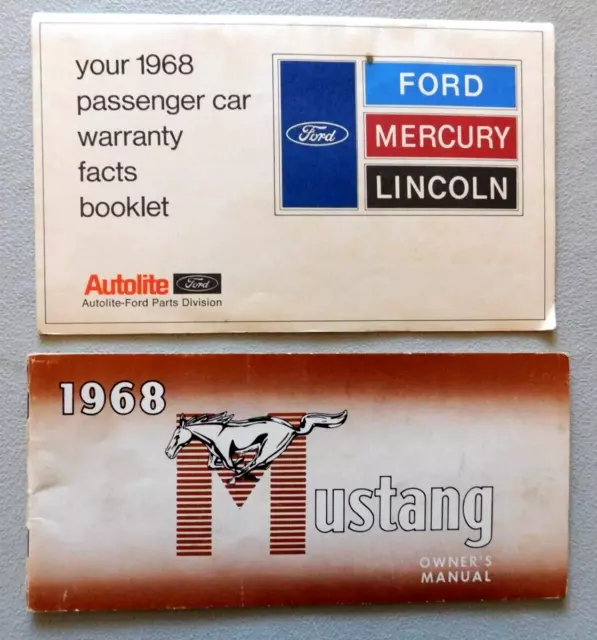 your 1968
passenger car
warranty
facts
booklet
Ford
FORD
MERCURY
LINCOLN
Autolite Ford
Autolite-Ford Parts Division
1968
Mustang
OWNER'S
MANUAL